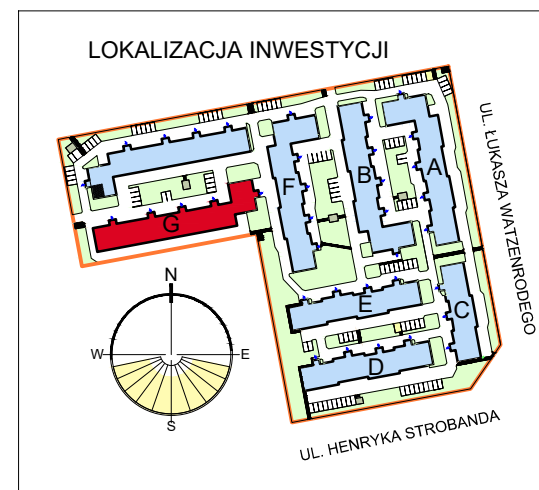 LOKALIZACJA INWESTYCJI
UL. ŁUKASZA WATZENRODEGO
A
B
F
G
C
E
D
N
W
E
S
UL. HENRYKA STROBANDA